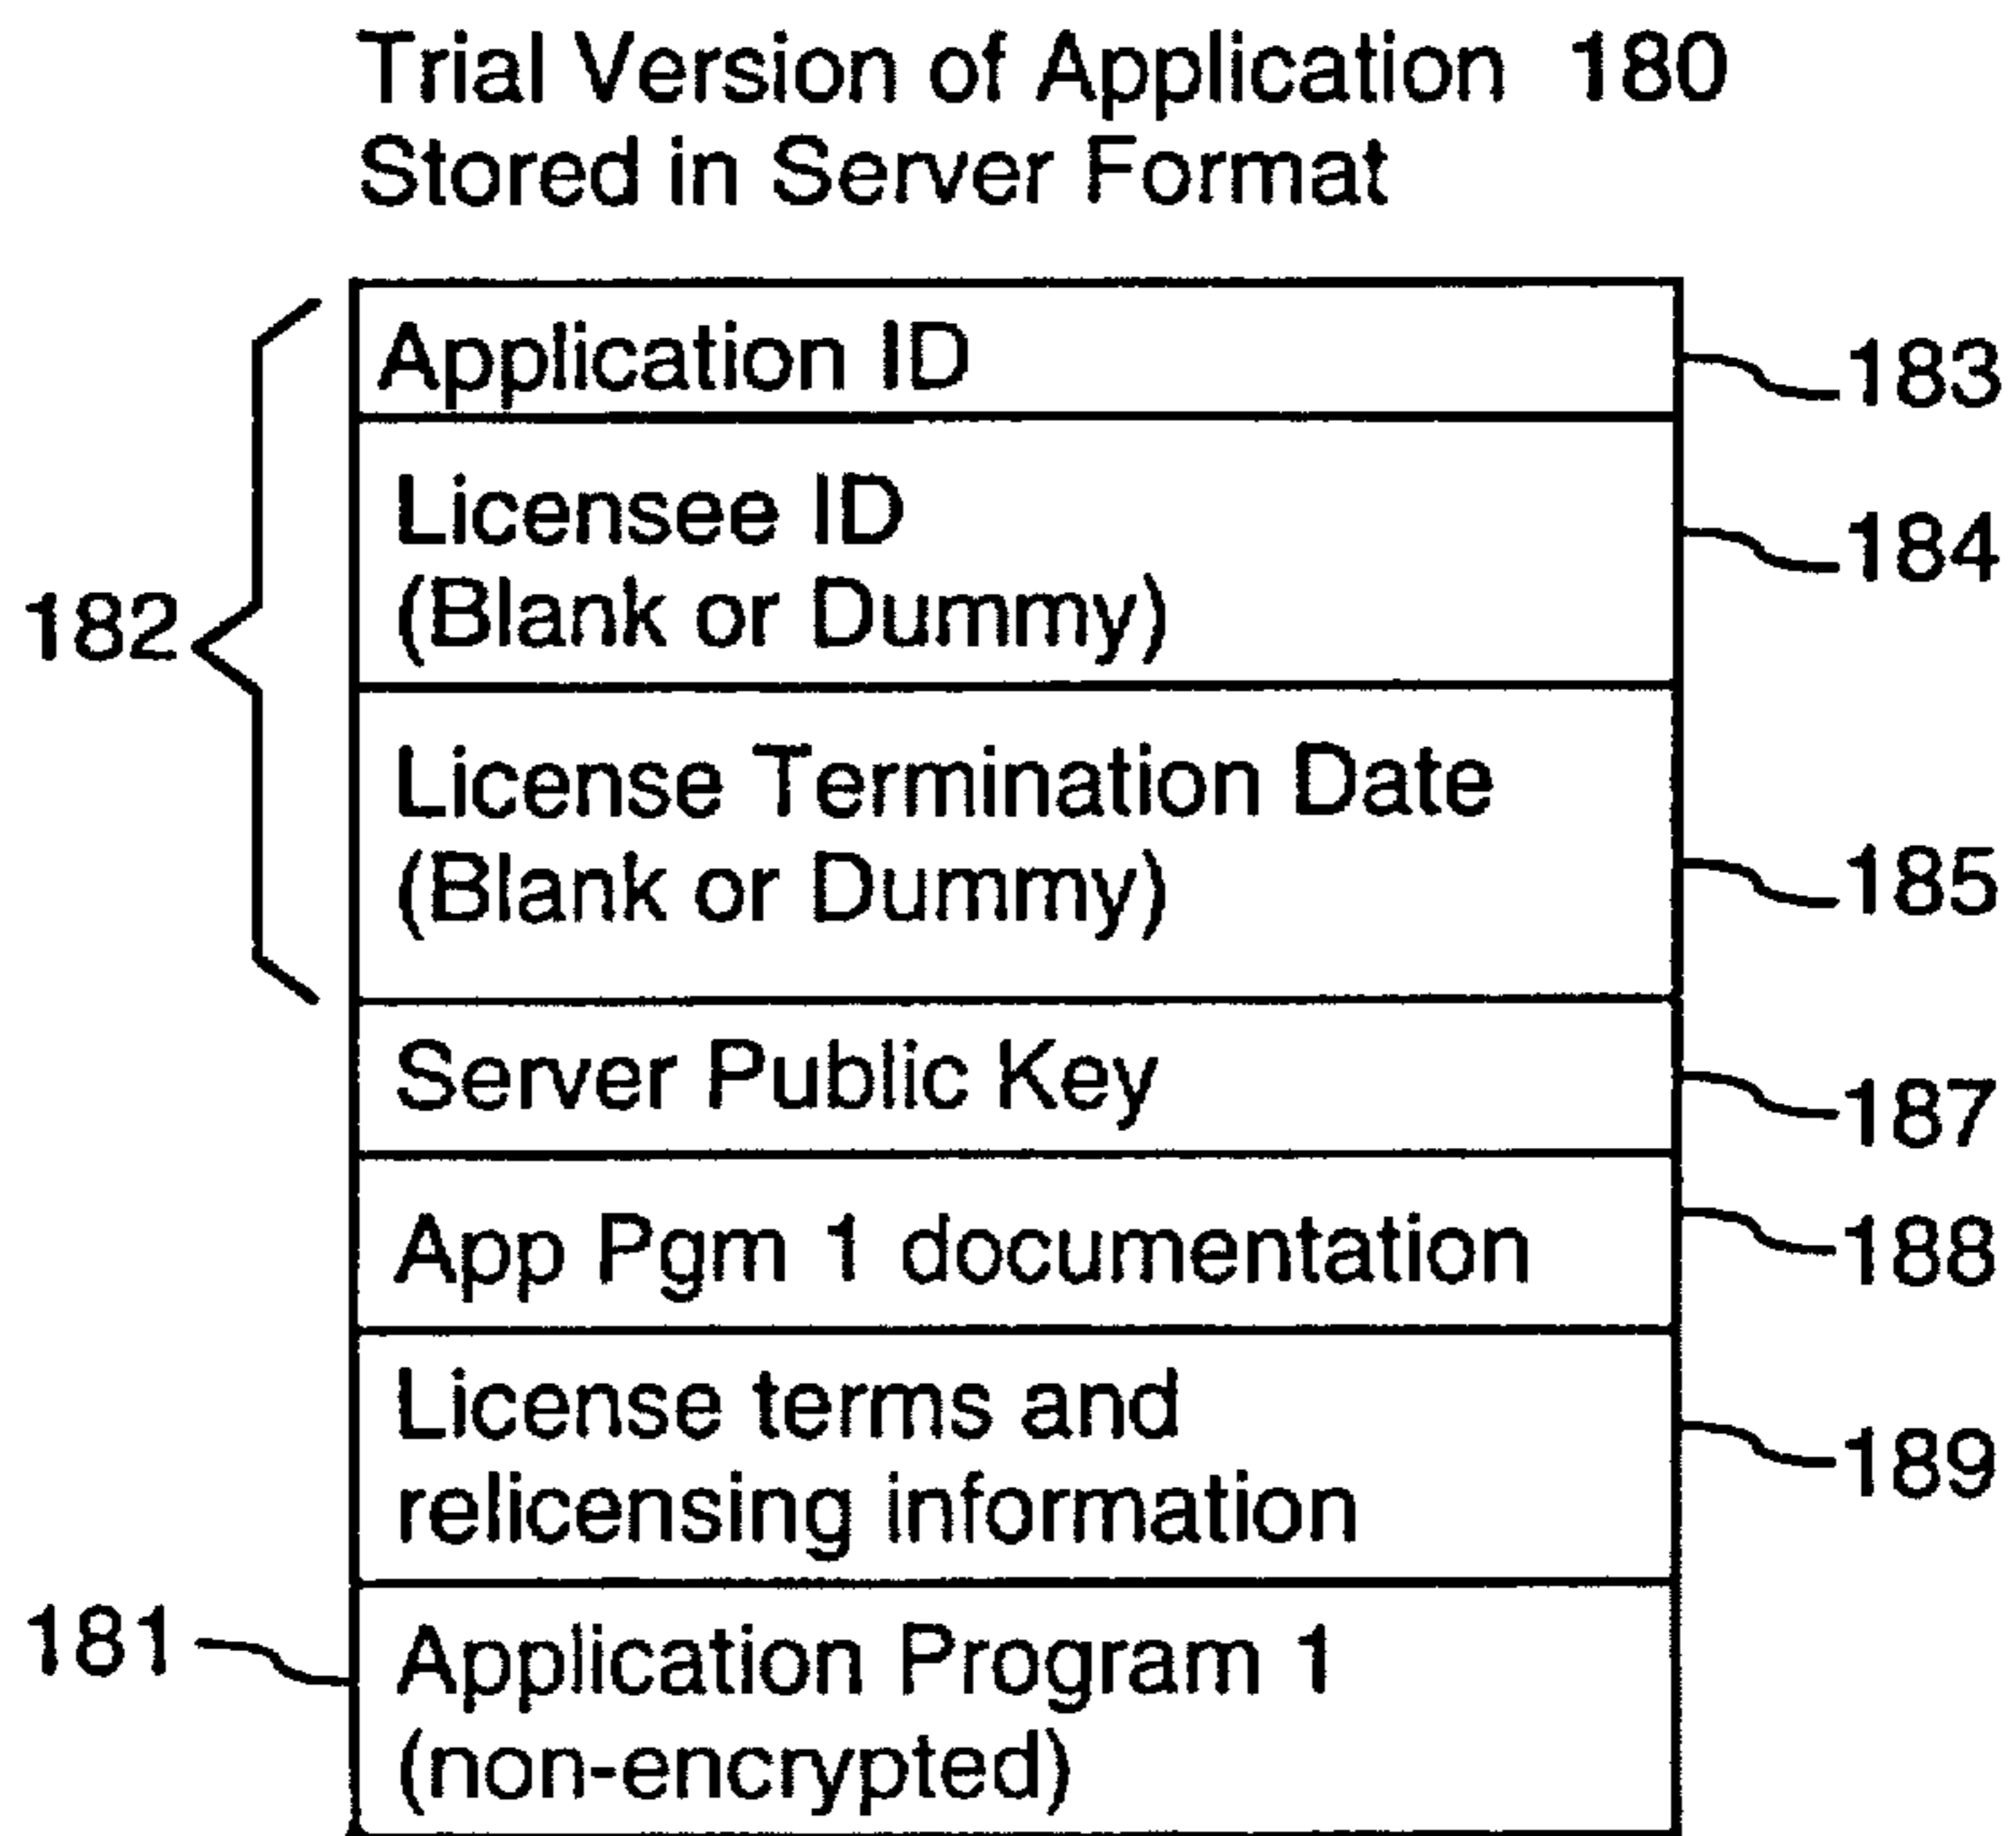 Trial Version of Application 180
Stored in Server Format
Application ID
183
Licensee ID
(Blank or Dummy)
184
182
License Termination Date
(Blank or Dummy)
185
Server Public Key
187
App Pgm 1 documentation
188
License terms and
relicensing information
189
181
Application Program 1
(non-encrypted)